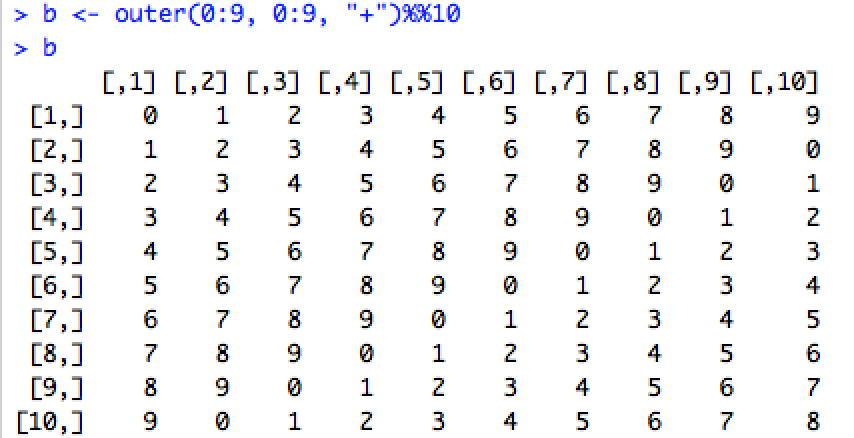 > b <- outer(0:9, 0:9, "+")%%10
> b
[,1] [,2] [,3] [,4] [,5] [,6] [,7] [,8] [,9] [,10]
[1,] 0 1 2 3 4 5 6 7 8 9
[2,] 1 2 3 4 5 6 7 8 9 0
[3,] 2 3 4 5 6 7 8 9 0 1
[4,] 3 4 5 6 7 8 9 0 1 2
[5,] 4 5 6 7 8 9 0 1 2 3
[6,] 5 6 7 8 9 0 1 2 3 4
[7,] 6 7 8 9 0 1 2 3 4 5
[8,] 7 8 9 0 1 2 3 4 5 6
[9,] 8 9 0 1 2 3 4 5 6 7
[10,] 9 0 1 2 3 4 5 6 7 8